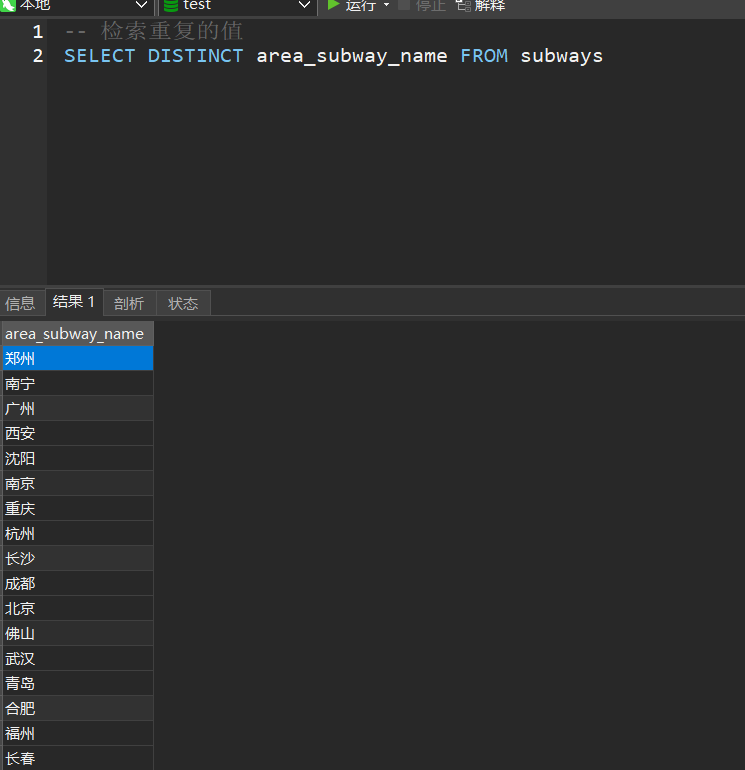 本地 test 运行 停止 解释
1 -- 检索重复的值
2 SELECT DISTINCT area_subway_name FROM subways
信息 结果 1 剖析 状态
area_subway_name
郑州
南宁
广州
西安
沈阳
南京
重庆
杭州
长沙
成都
北京
佛山
武汉
青岛
合肥
福州
长春